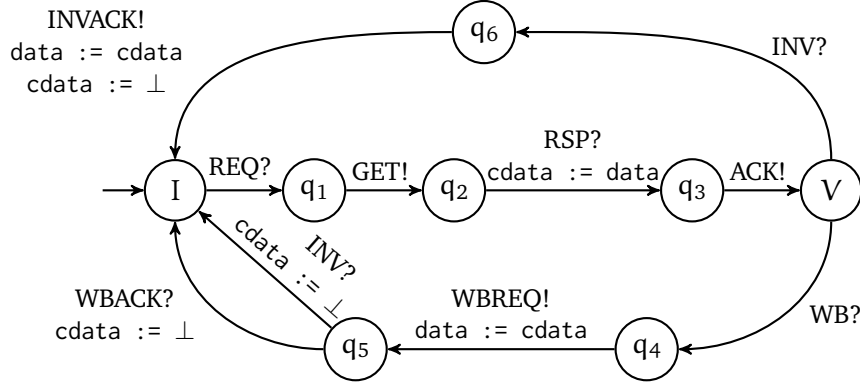 INVACK!
data := cdata
cdata := ⊥
q6
INV?
I
REQ?
q1
GET!
q2
RSP?
cdata := data
q3
ACK!
V
INV?
cdata := ⊥
WBACK?
cdata := ⊥
q5
WBREQ!
data := cdata
q4
WB?